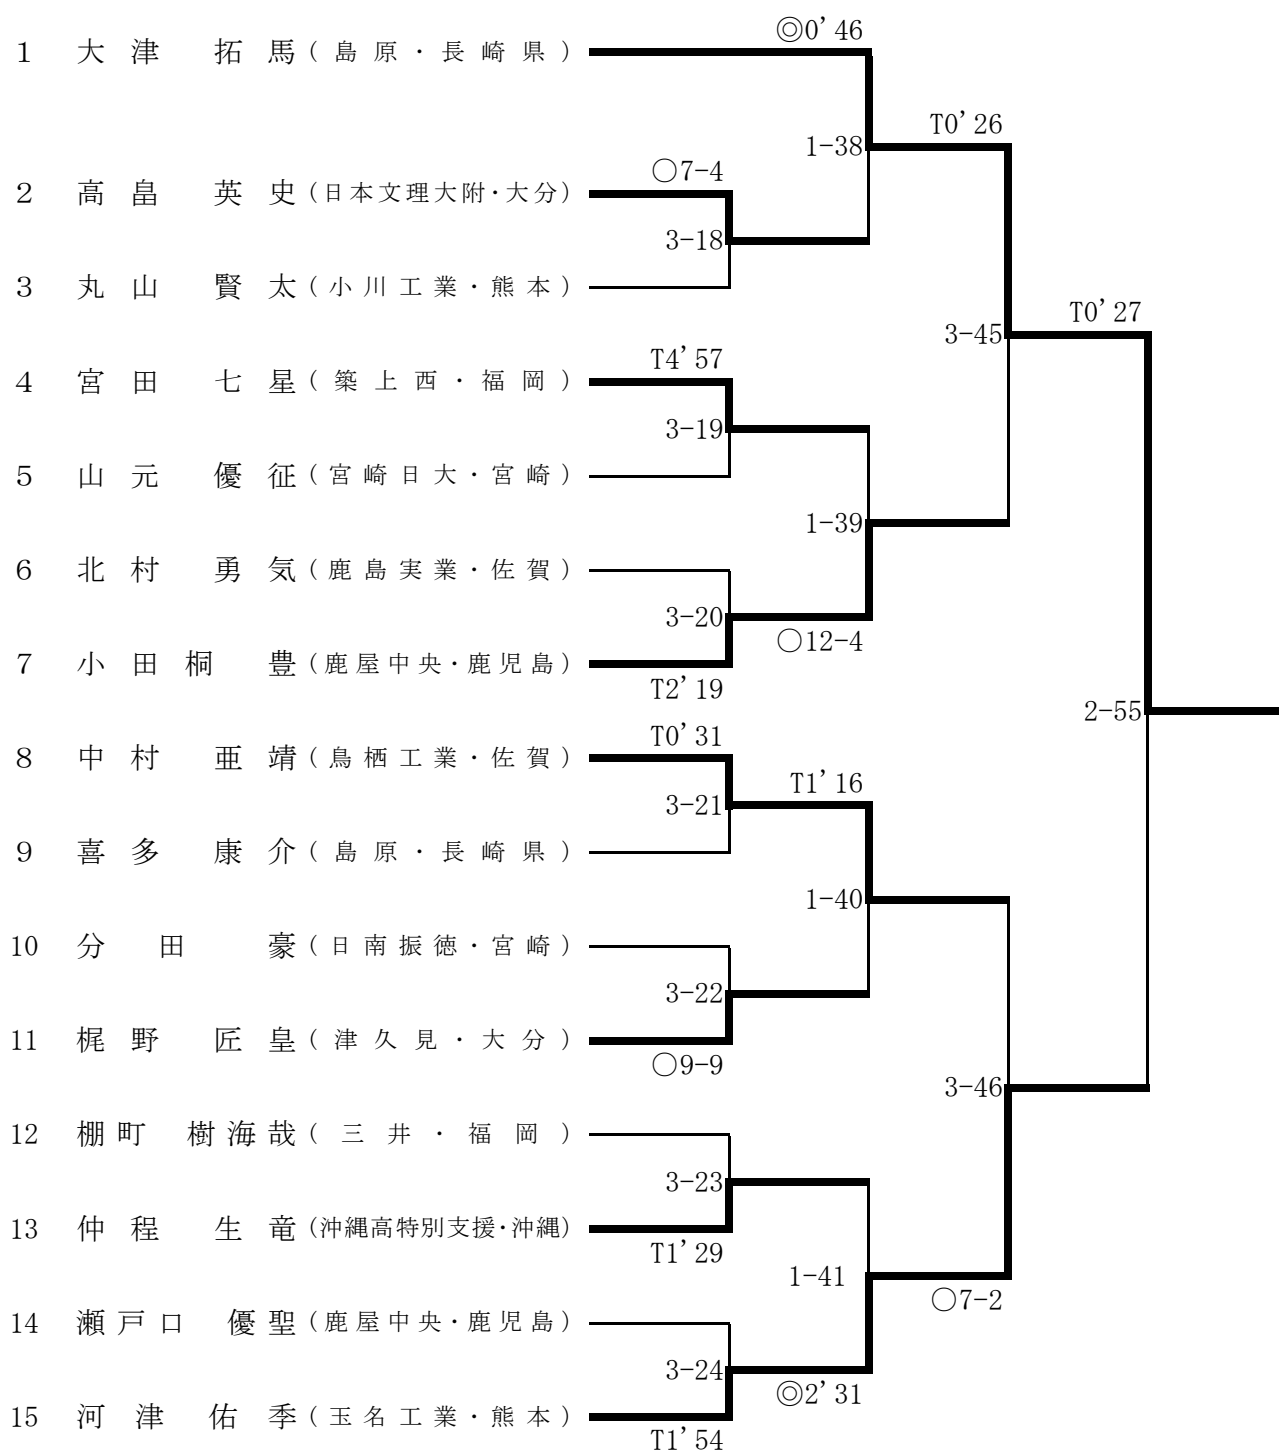 ◎0'46
1 大津 拓馬 (島原・長崎県)
T0'26
1-38
○7-4
2 高畠 英史 (日本文理大附・大分)
3-18
3 丸山 賢太 (小川工業・熊本)
T0'27
3-45
T4'57
4 宮田 七星 (築上西・福岡)
3-19
5 山元 優征 (宮崎日大・宮崎)
1-39
6 北村 勇気 (鹿島実業・佐賀)
3-20
○12-4
7 小田桐 豊 (鹿屋中央・鹿児島)
T2'19
2-55
T0'31
8 中村 亜靖 (鳥栖工業・佐賀)
T1'16
3-21
9 喜多 康介 (島原・長崎県)
1-40
10 分田 豪 (日南振徳・宮崎)
3-22
11 梶野 匠皇 (津久見・大分)
○9-9
3-46
12 棚町 樹海哉 (三井・福岡)
3-23
13 仲程 生竜 (沖縄高特別支援・沖縄)
T1'29
1-41
○7-2
14 瀬戸口 優聖 (鹿屋中央・鹿児島)
3-24
◎2'31
15 河津 佑季 (玉名工業・熊本)
T1'54